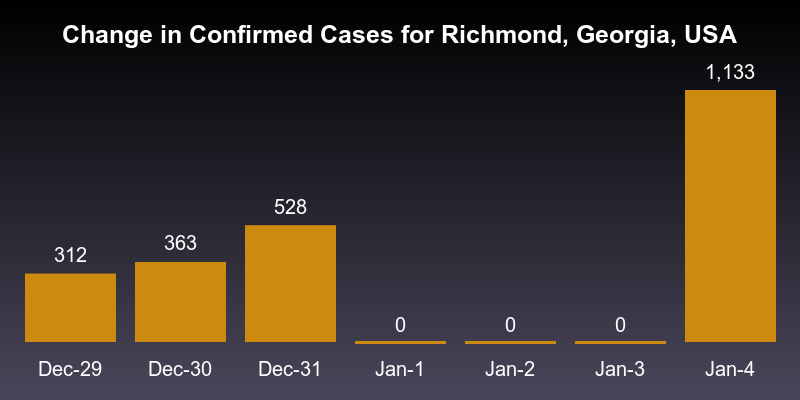 Change in Confirmed Cases for Richmond, Georgia, USA
1,133
528
363
312
0 0 0
Dec-29 Dec-30 Dec-31 Jan-1 Jan-2 Jan-3 Jan-4